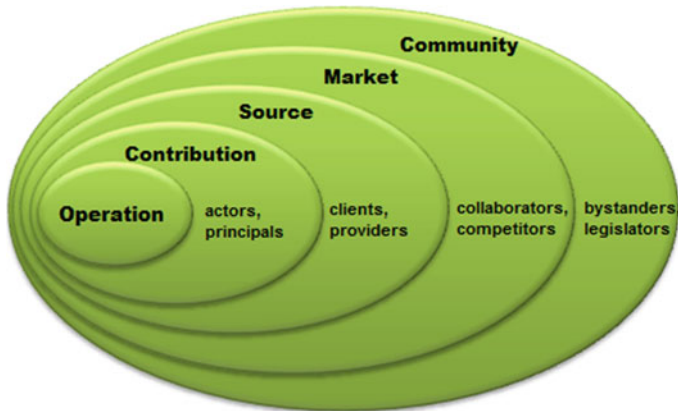 Community
Market
Source
Contribution
Operation
actors,
principals
clients,
providers
collaborators,
competitors
bystanders,
legislators